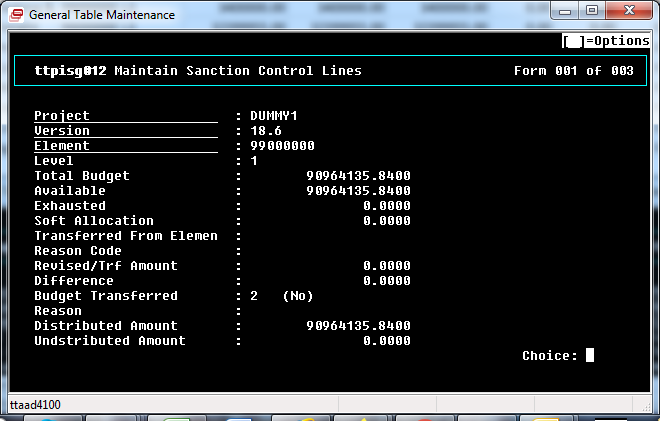 General Table Maintenance
[ ]=Options
ttpisg012 Maintain Sanction Control Lines Form 001 of 003
Project : DUMMY1
Version : 18.6
Element : 99000000
Level : 1
Total Budget : 90964135.8400
Available : 90964135.8400
Exhausted : 0.0000
Soft Allocation : 0.0000
Transferred From Elemen :
Reason Code :
Revised/Trf Amount : 0.0000
Difference : 0.0000
Budget Transferred : 2 (No)
Reason :
Distributed Amount : 90964135.8400
Undstributed Amount : 0.0000
Choice:
ttaad4100